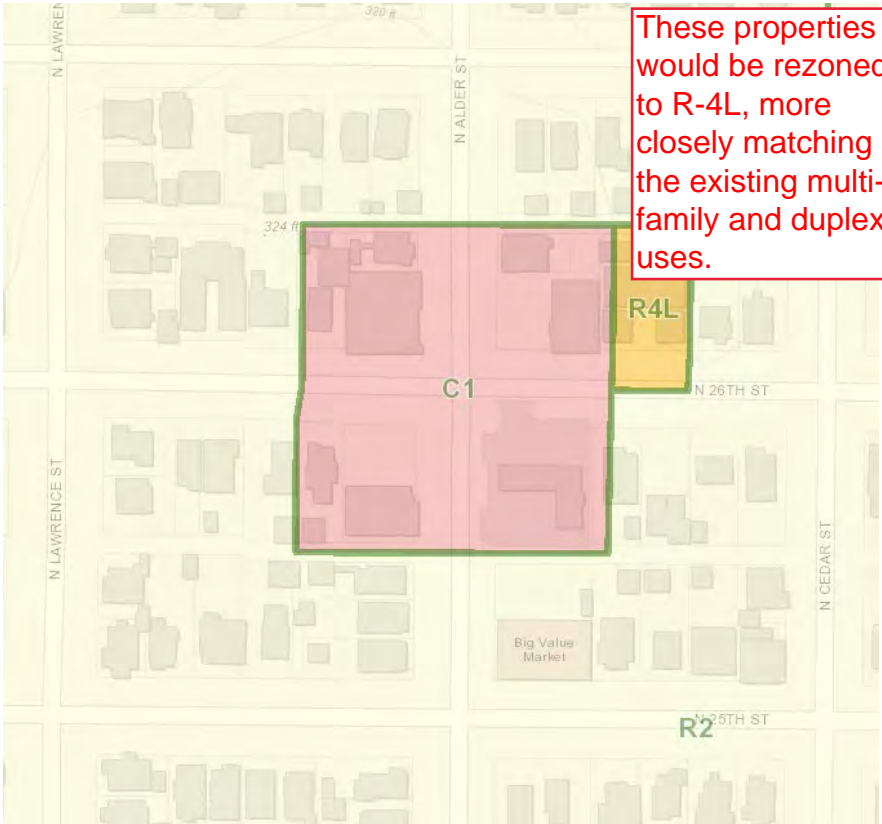 N LAWREN
320 ft
N ALDER ST
These properties
would be rezoned
to R-4L, more
closely matching
the existing multi-
family and duplex
uses.
324 ft
R4L
C1
N 26TH ST
N LAWRENCE ST
N CEDAR ST
Big Value
Market
R2
N 25TH ST